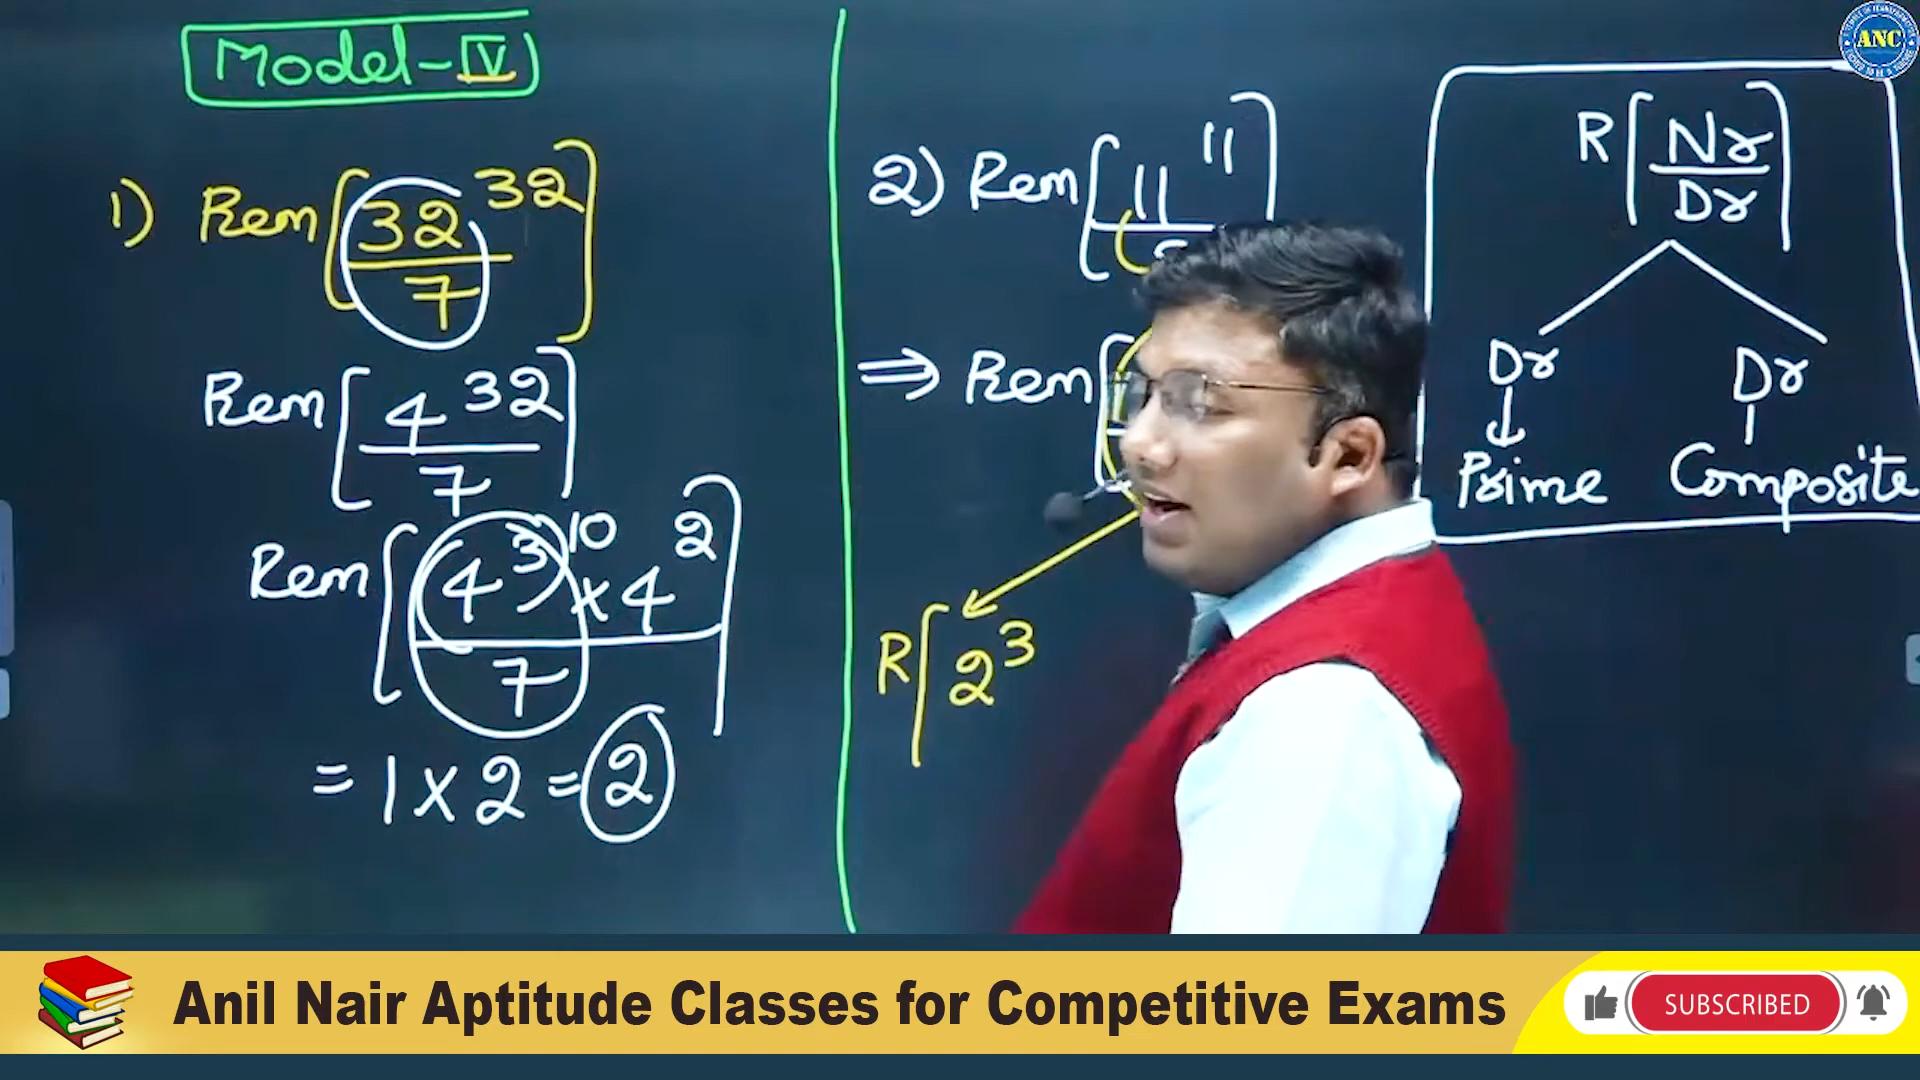 Model-IV
1) Rem[32^32/7]
Rem[4^32/7]
Rem[(4^3)^10 x 4^2/7]
= 1 x 2 = 2
2) Rem[11^11/
⇒ Rem[
R[2^3
R[Nr/Dr]
Dr Dr
Prime Composite
ANC
Anil Nair Aptitude Classes for Competitive Exams
SUBSCRIBED